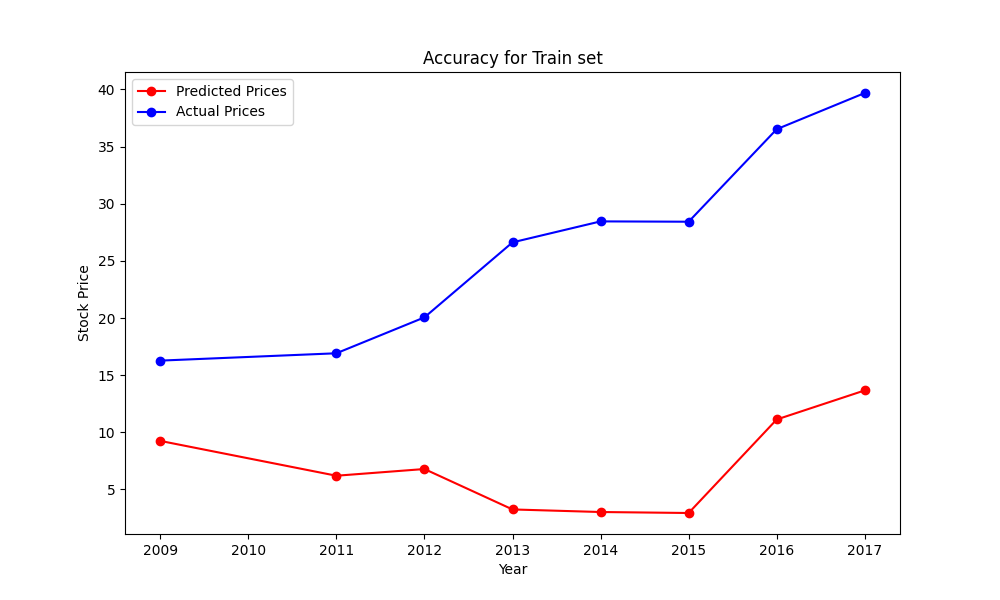 Accuracy for Train set
Predicted Prices
Actual Prices
40
35
30
25
20
15
10
5
Stock Price
2009 2010 2011 2012 2013 2014 2015 2016 2017
Year